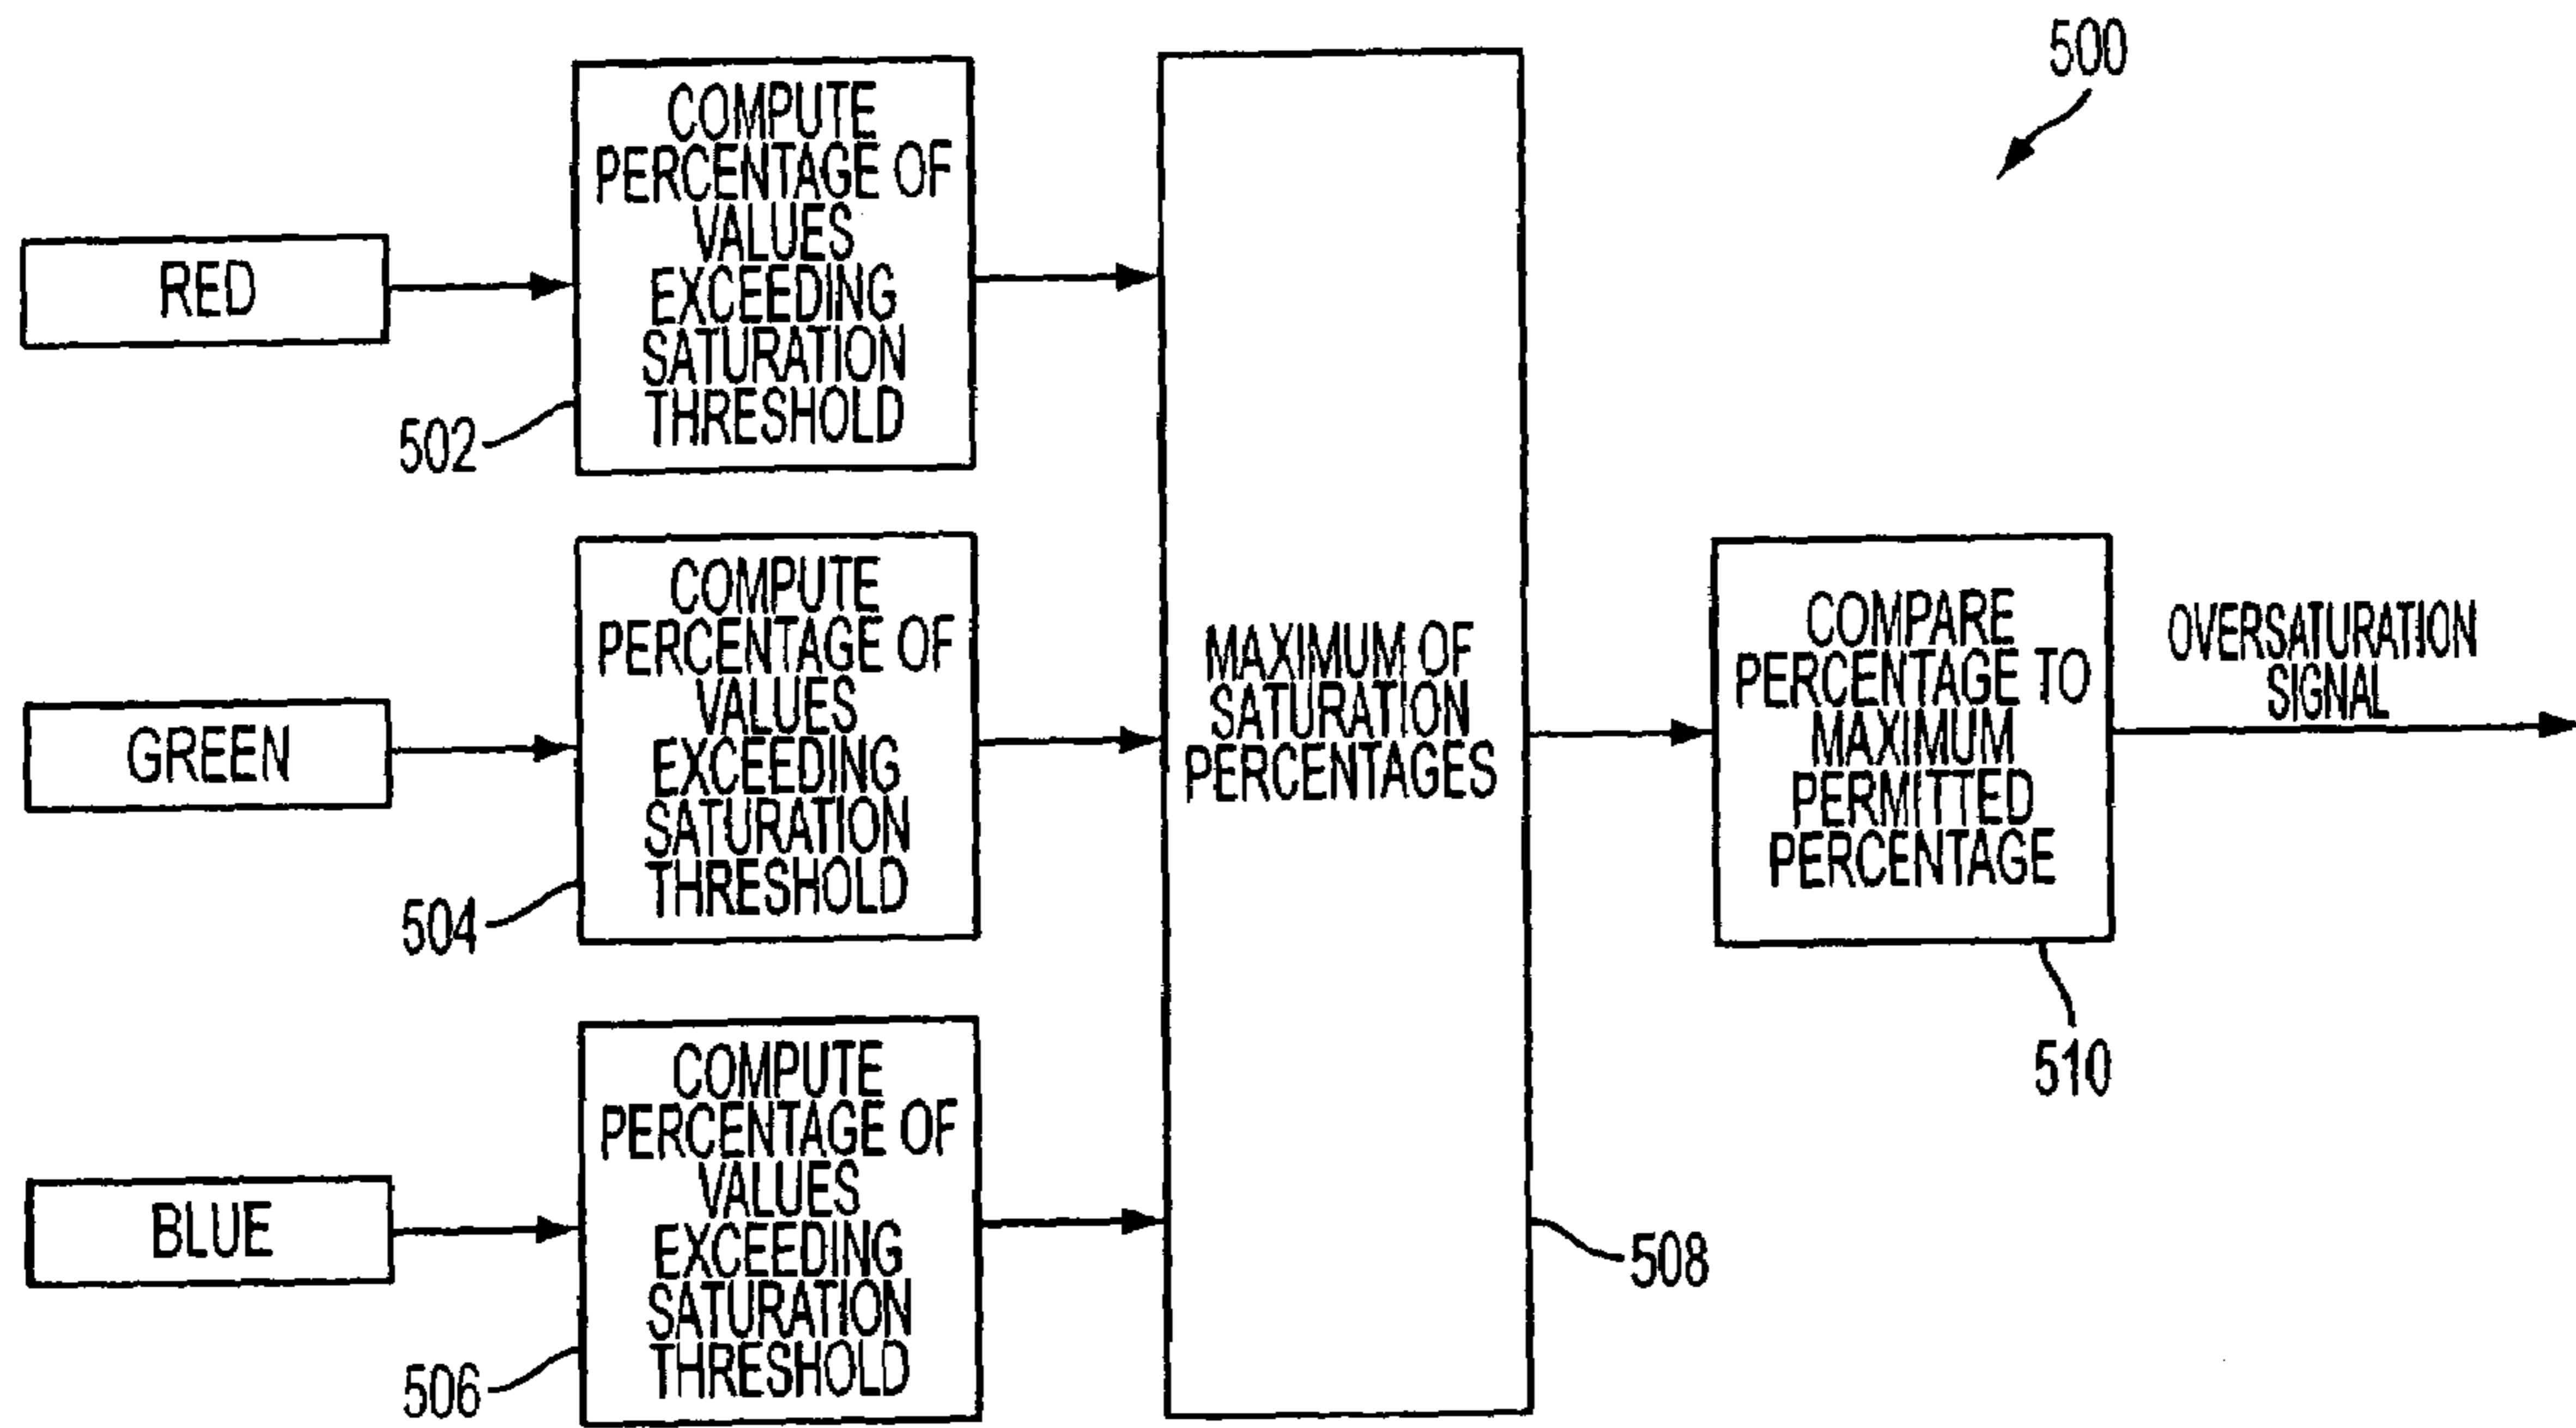 500
RED
COMPUTE
PERCENTAGE OF
VALUES
EXCEEDING
SATURATION
THRESHOLD
502
GREEN
COMPUTE
PERCENTAGE OF
VALUES
EXCEEDING
SATURATION
THRESHOLD
504
BLUE
COMPUTE
PERCENTAGE OF
VALUES
EXCEEDING
SATURATION
THRESHOLD
506
MAXIMUM OF
SATURATION
PERCENTAGES
508
COMPARE
PERCENTAGE TO
MAXIMUM
PERMITTED
PERCENTAGE
510
OVERSATURATION
SIGNAL